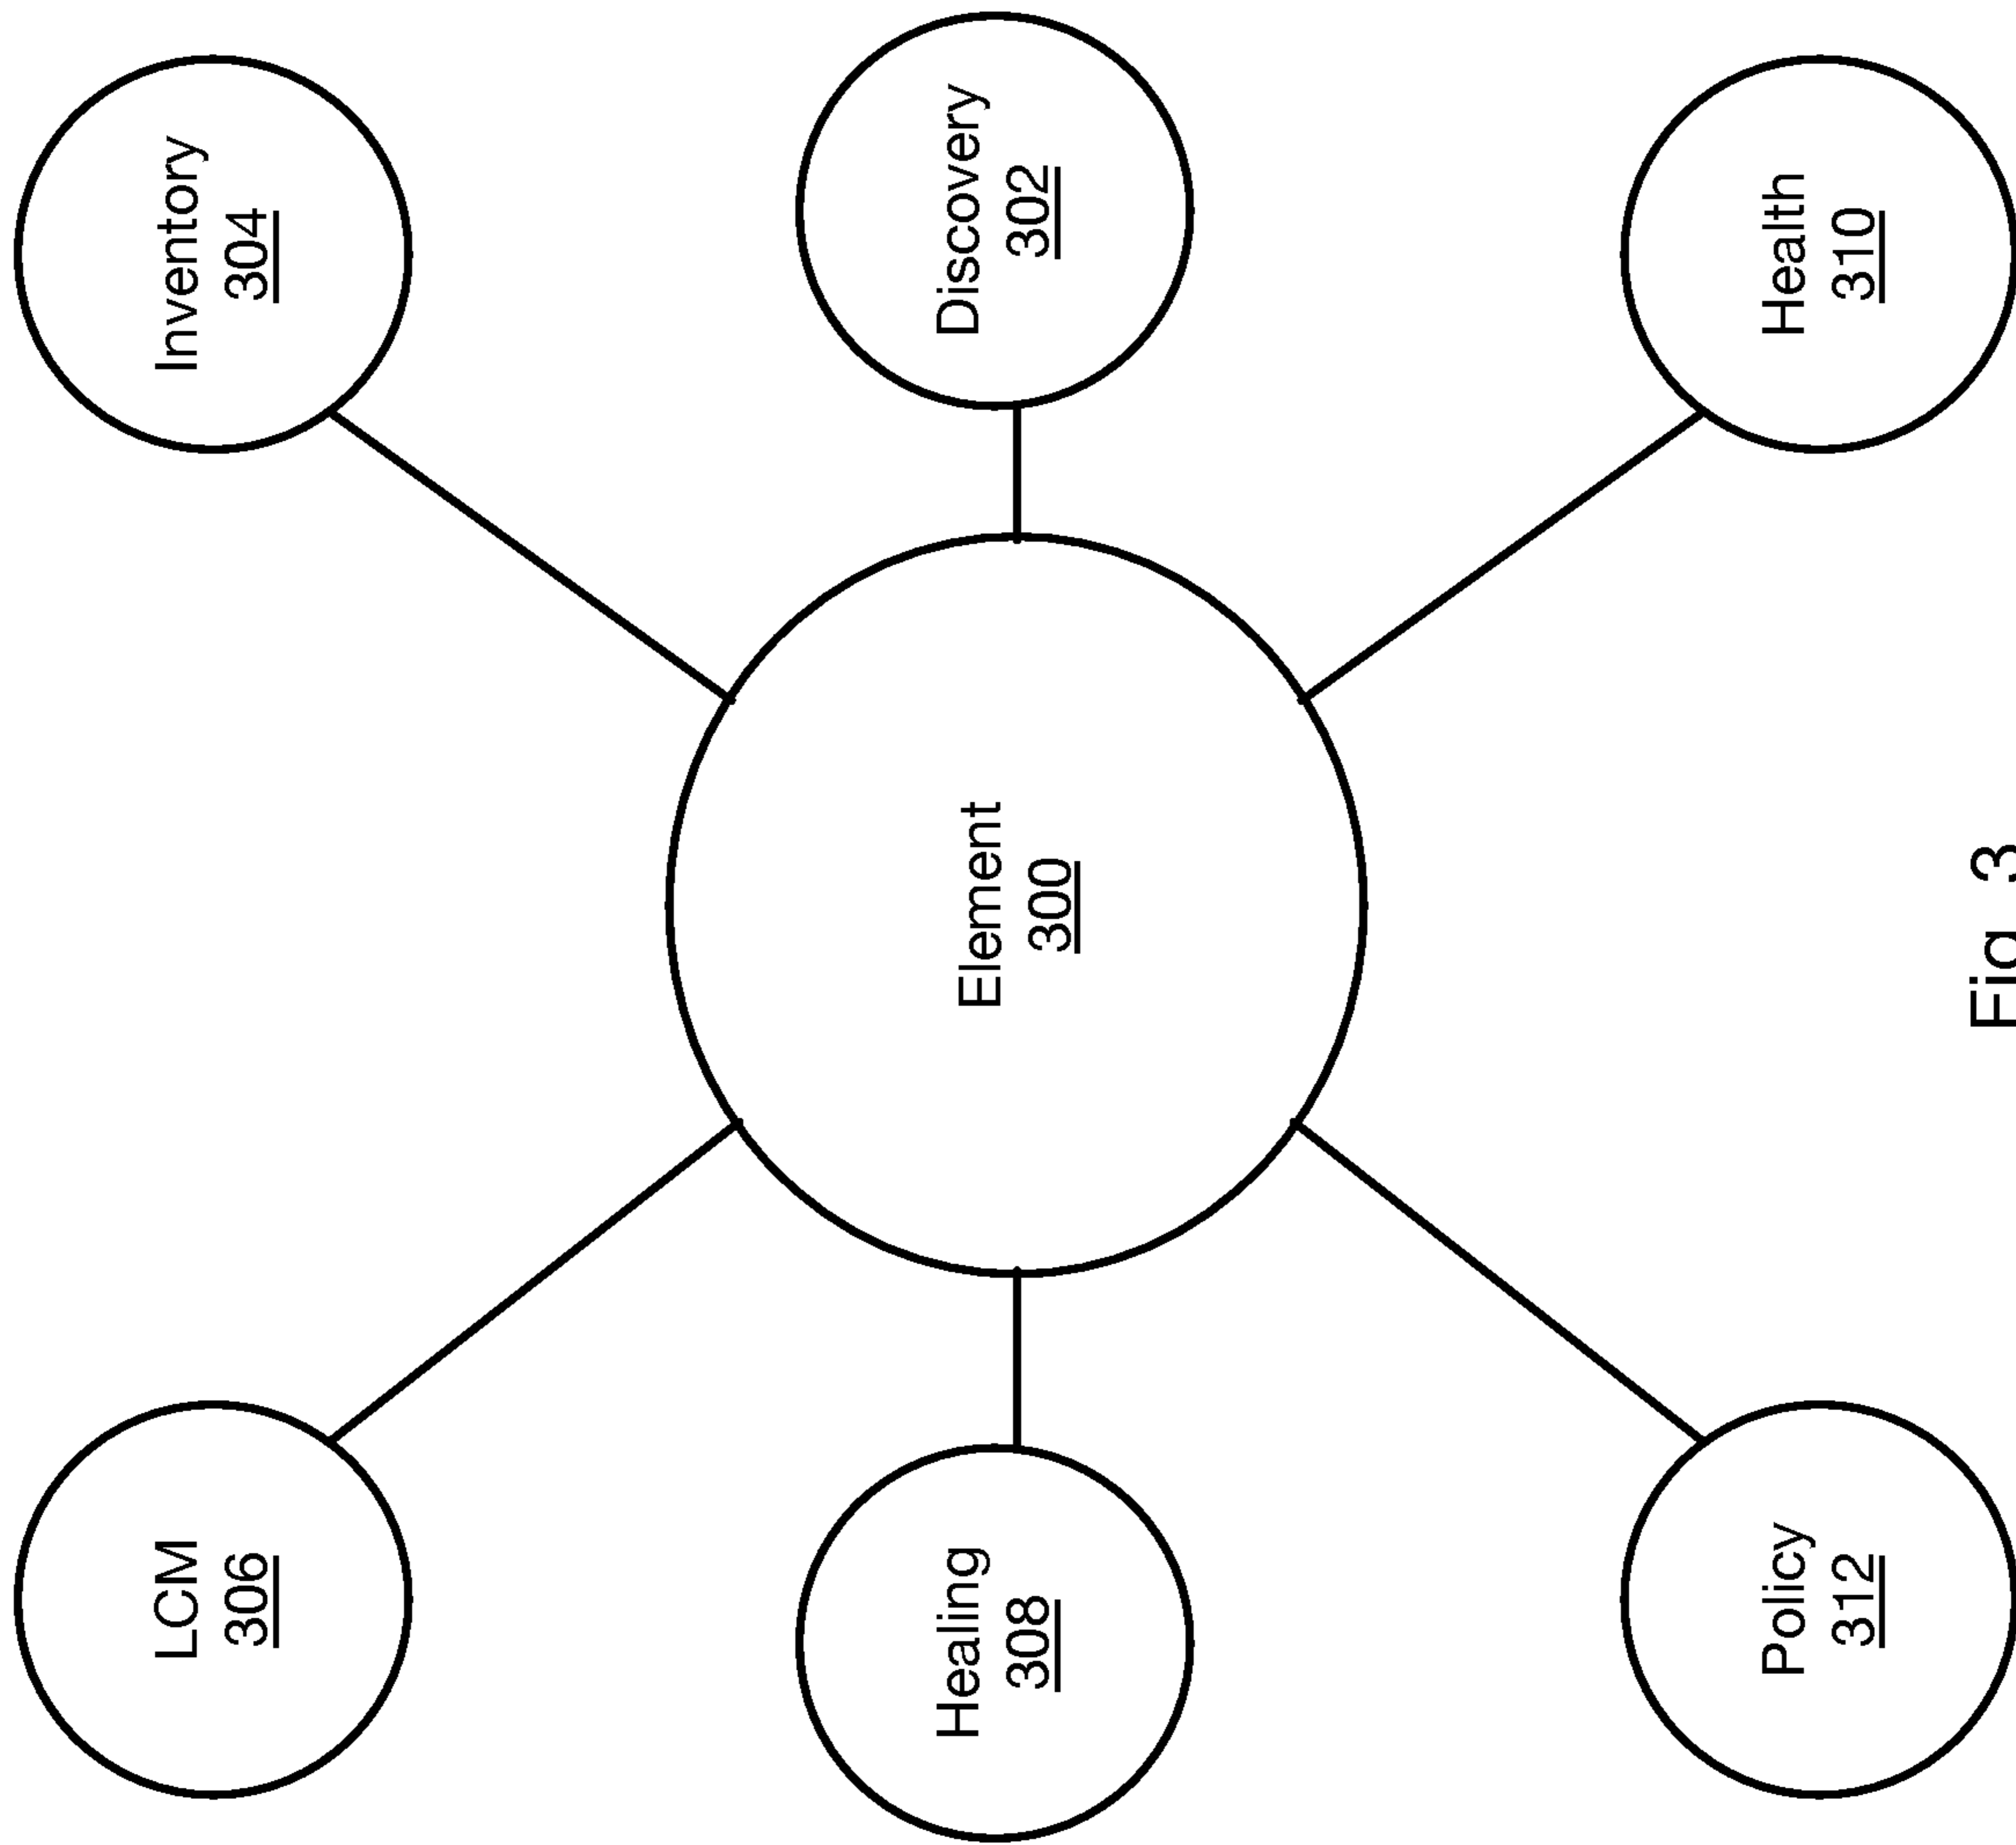 LCM
306
Inventory
304
Healing
308
Element
300
Discovery
302
Policy
312
Health
310
Fig 3